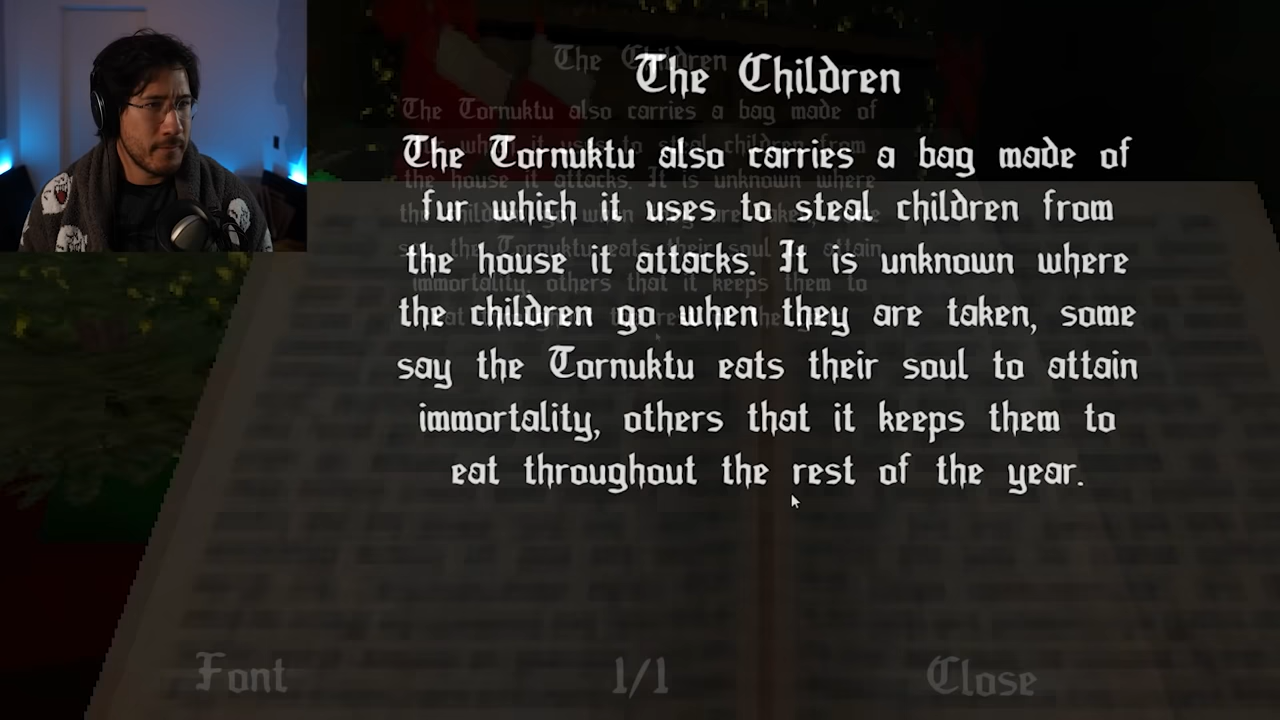 The Children
The Tornuktu also carries a bag made of
fur which it uses to steal children from
the house it attacks. It is unknown where
the children go when they are taken, some
say the Tornuktu eats their soul to attain
immortality, others that it keeps them to
eat throughout the rest of the year.
Font
1/1
Close